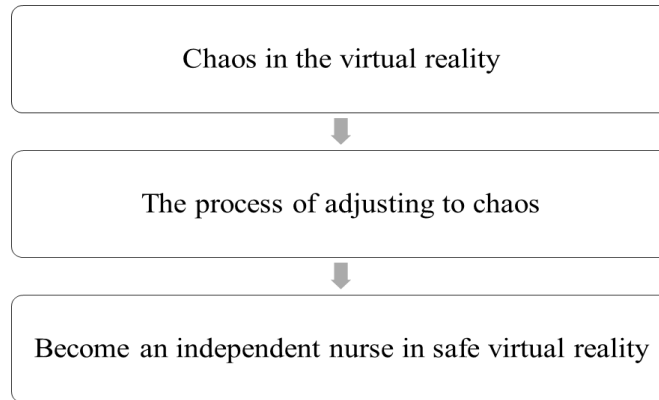 Chaos in the virtual reality
The process of adjusting to chaos
Become an independent nurse in safe virtual reality